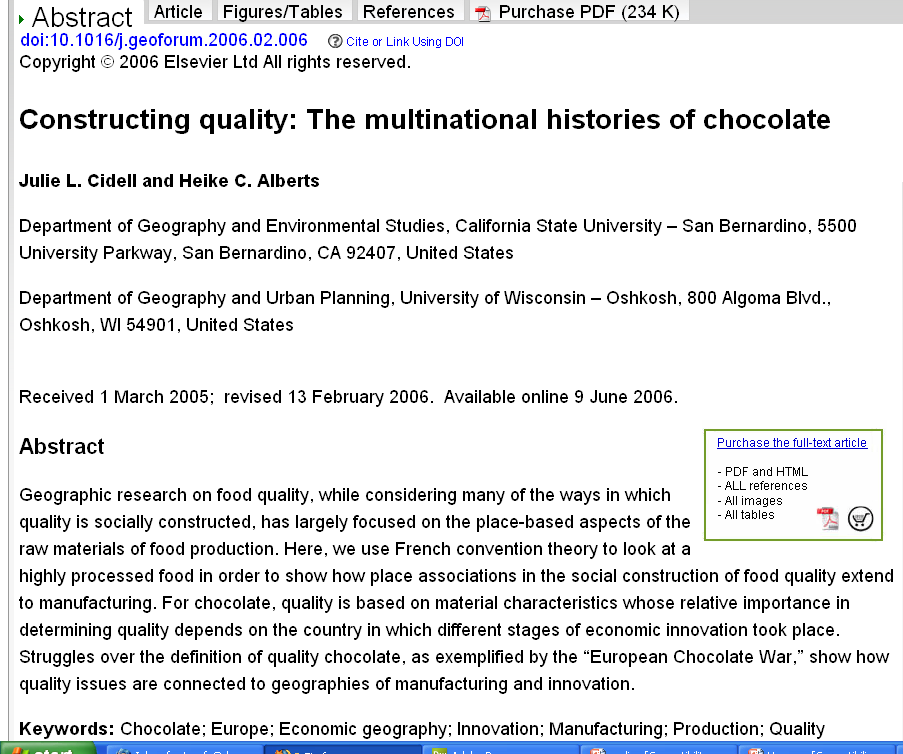 Abstract Article Figures/Tables References Purchase PDF (234 K)
doi:10.1016/j.geoforum.2006.02.006 Cite or Link Using DOI
Copyright © 2006 Elsevier Ltd All rights reserved.
Constructing quality: The multinational histories of chocolate
Julie L. Cidell and Heike C. Alberts
Department of Geography and Environmental Studies, California State University – San Bernardino, 5500
University Parkway, San Bernardino, CA 92407, United States
Department of Geography and Urban Planning, University of Wisconsin – Oshkosh, 800 Algoma Blvd.,
Oshkosh, WI 54901, United States
Received 1 March 2005; revised 13 February 2006. Available online 9 June 2006.
Abstract
Purchase the full-text article
- PDF and HTML
- ALL references
- All images
- All tables
Geographic research on food quality, while considering many of the ways in which
quality is socially constructed, has largely focused on the place-based aspects of the
raw materials of food production. Here, we use French convention theory to look at a
highly processed food in order to show how place associations in the social construction of food quality extend
to manufacturing. For chocolate, quality is based on material characteristics whose relative importance in
determining quality depends on the country in which different stages of economic innovation took place.
Struggles over the definition of quality chocolate, as exemplified by the “European Chocolate War,” show how
quality issues are connected to geographies of manufacturing and innovation.
Keywords: Chocolate; Europe; Economic geography; Innovation; Manufacturing; Production; Quality
start